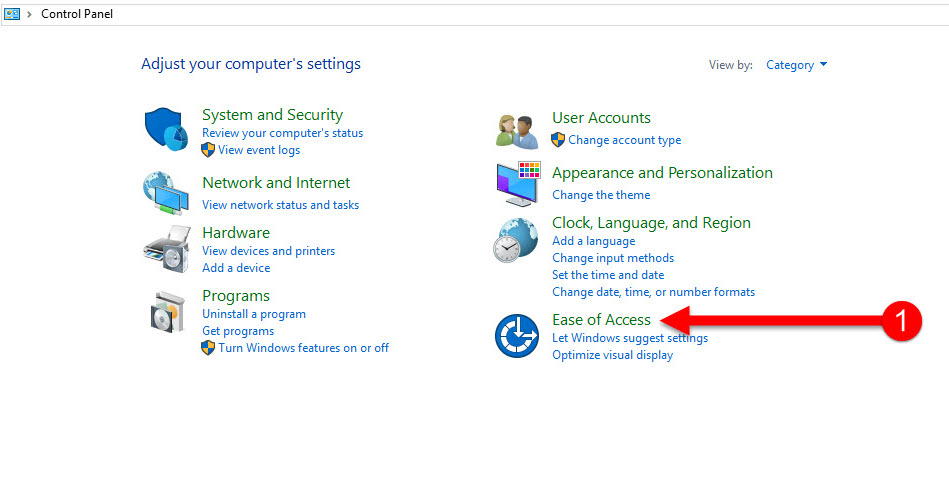 Control Panel
Adjust your computer's settings
View by: Category
System and Security
Review your computer's status
View event logs
Network and Internet
View network status and tasks
Hardware
View devices and printers
Add a device
Programs
Uninstall a program
Get programs
Turn Windows features on or off
User Accounts
Change account type
Appearance and Personalization
Change the theme
Clock, Language, and Region
Add a language
Change input methods
Set the time and date
Change date, time, or number formats
Ease of Access
1
Let Windows suggest settings
Optimize visual display